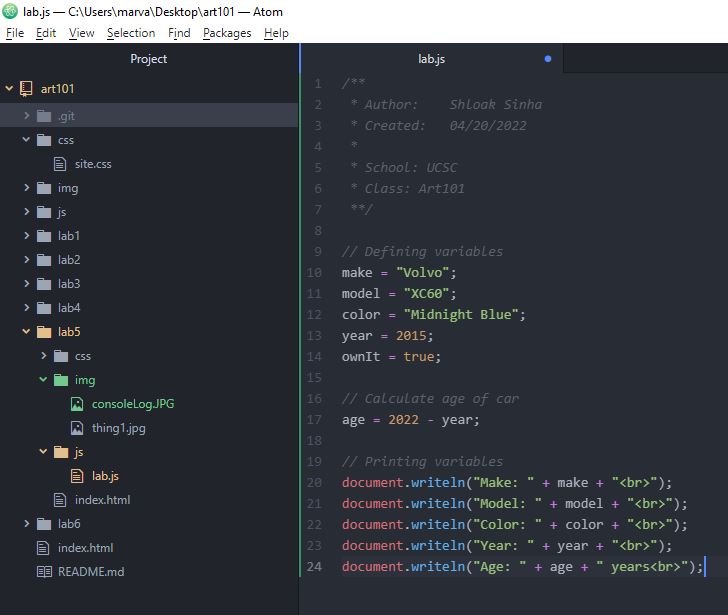 lab.js — C:\Users\marva\Desktop\art101 — Atom
File Edit View Selection Find Packages Help
Project
art101
.git
css
site.css
img
js
lab1
lab2
lab3
lab4
lab5
css
img
consoleLog.JPG
thing1.jpg
js
lab.js
index.html
lab6
index.html
README.md
lab.js
1 /**
2  * Author:    Shloak Sinha
3  * Created:   04/20/2022
4  *
5  * School: UCSC
6  * Class: Art101
7  **/
8
9 // Defining variables
10 make = "Volvo";
11 model = "XC60";
12 color = "Midnight Blue";
13 year = 2015;
14 ownIt = true;
15
16 // Calculate age of car
17 age = 2022 - year;
18
19 // Printing variables
20 document.writeln("Make: " + make + "<br>");
21 document.writeln("Model: " + model + "<br>");
22 document.writeln("Color: " + color + "<br>");
23 document.writeln("Year: " + year + "<br>");
24 document.writeln("Age: " + age + " years<br>");